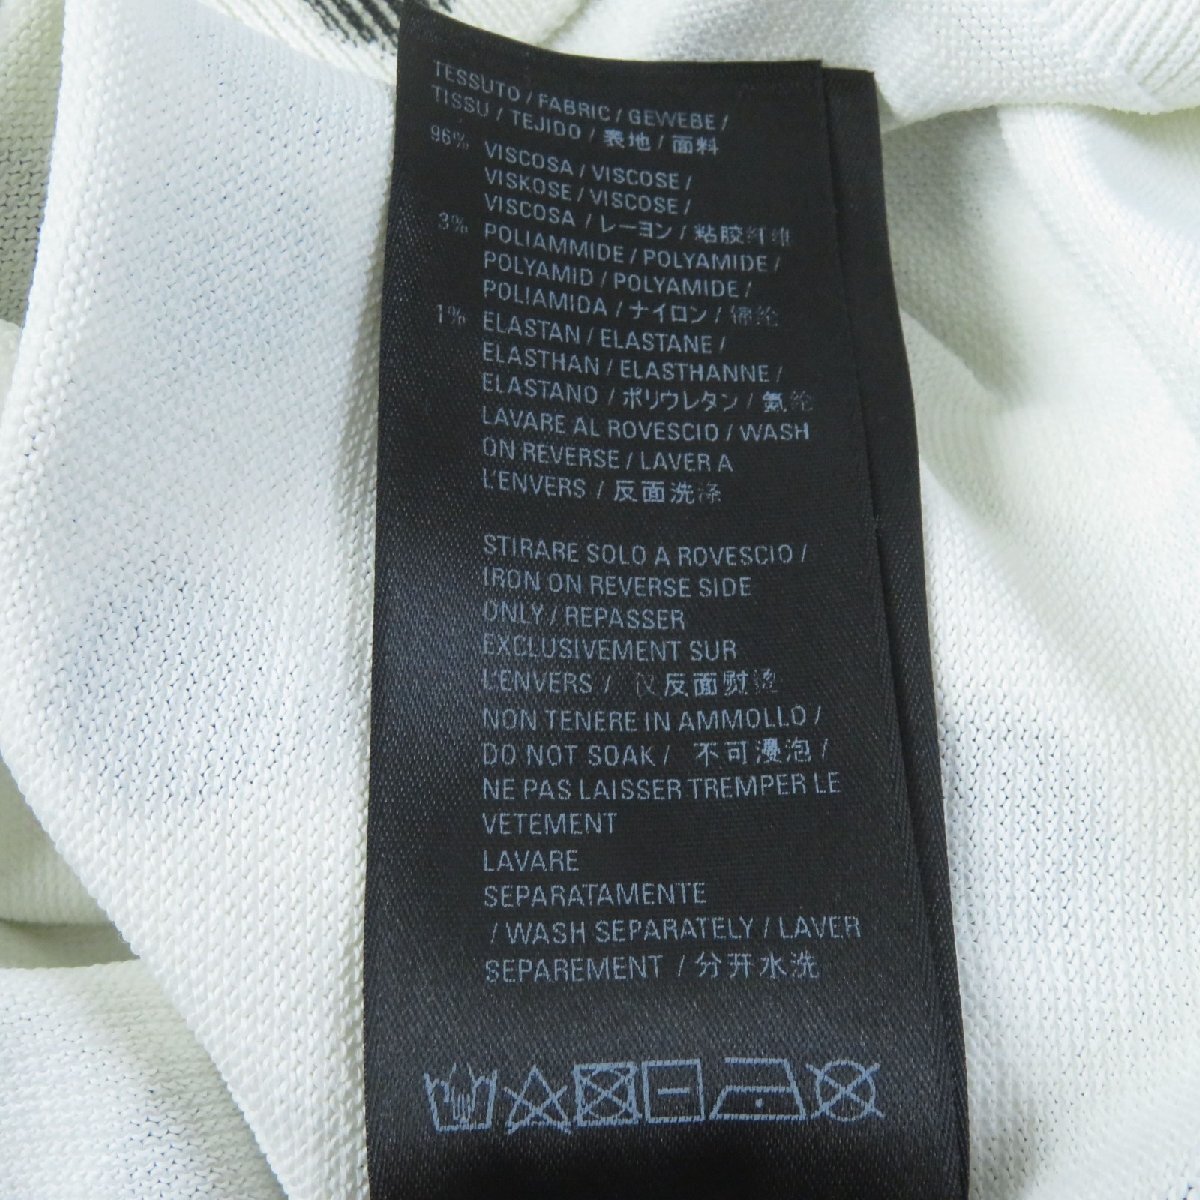 TESSUTO / FABRIC / GEWEBE /
TISSU / TEJIDO / 表地 / 面料
96% VISCOSA / VISCOSE /
VISKOSE / VISCOSE /
VISCOSA / レーヨン / 粘胶纤维
3% POLIAMMIDE / POLYAMIDE /
POLYAMID / POLYAMIDE /
POLIAMIDA / ナイロン / 锦纶
1% ELASTAN / ELASTANE /
ELASTHAN / ELASTHANNE /
ELASTANO / ポリウレタン / 氨纶
LAVARE AL ROVESCIO / WASH
ON REVERSE / LAVER A
L'ENVERS / 反面洗涤
STIRARE SOLO A ROVESCIO /
IRON ON REVERSE SIDE
ONLY / REPASSER
EXCLUSIVEMENT SUR
L'ENVERS / 仅反面熨烫
NON TENERE IN AMMOLLO /
DO NOT SOAK / 不可浸泡 /
NE PAS LAISSER TREMPER LE
VETEMENT
LAVARE
SEPARATAMENTE
/ WASH SEPARATELY / LAVER
SEPAREMENT / 分开水洗